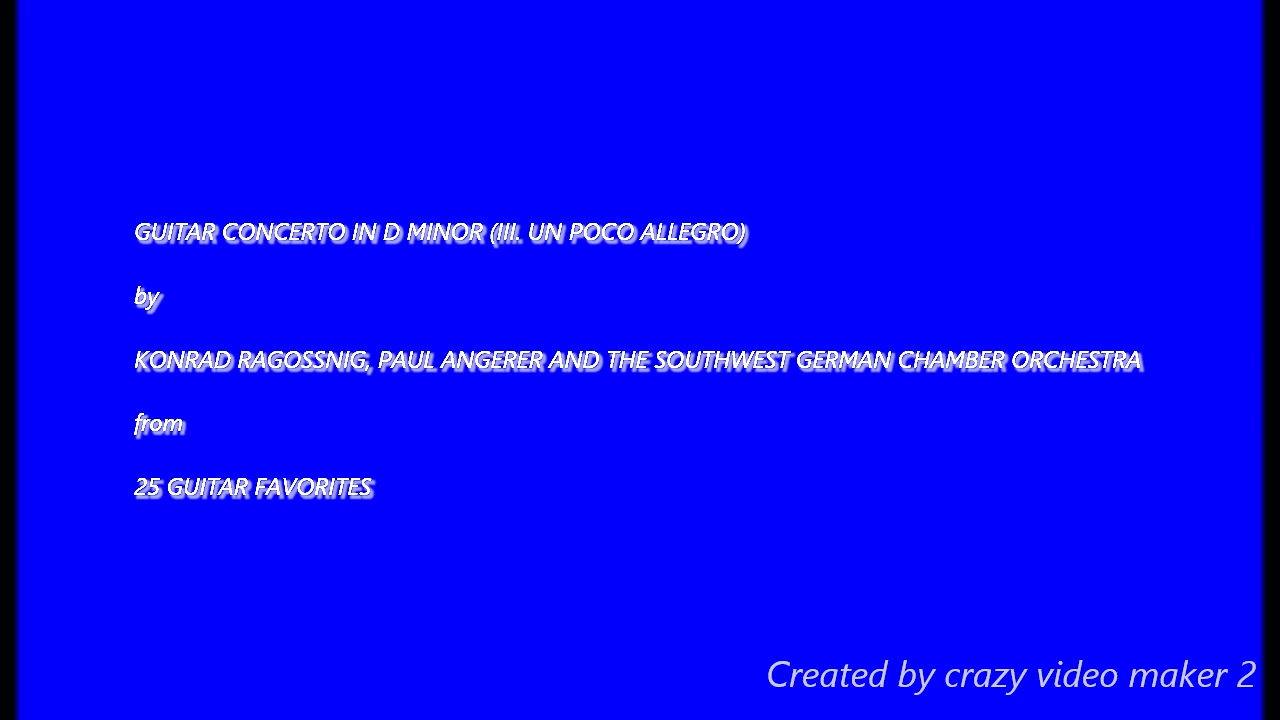 GUITAR CONCERTO IN D MINOR (III. UN POCO ALLEGRO)
by
KONRAD RAGOSSNIG, PAUL ANGERER AND THE SOUTHWEST GERMAN CHAMBER ORCHESTRA
from
25 GUITAR FAVORITES
Created by crazy video maker 2